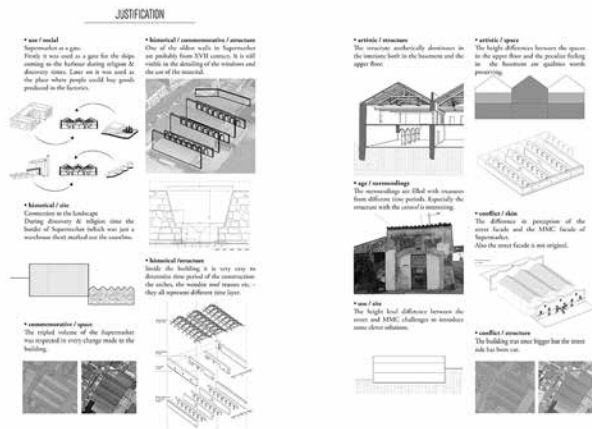 JUSTIFICATION
• use / social
Supermarket as a gate.
Firstly it was used as a gate for the ships
coming to the harbour during religion &
discovery times. Later on it was used as
the place where people could buy goods
produced in the factories.
• historical / site
Connection to the landscape
During discovery & religion time the
border of Supermarket (which was just a
warehouse then) marked out the coastline.
• commemorative / space
The tripled volume of the Supermarket
was respected in every change made in the
building.
• historical / commemorative / structure
One of the oldest walls in Supermarket
are probably from XVII century. It is still
visible in the detailing of the windows and
the use of the material.
• historical /structure
Inside the building it is very easy to
determine time period of the construction-
the arches, the wooden roof trusses etc. -
they all represent different time layer.
• artistic / structure
The structure aesthetically dominates in
the interiors both in the basement and the
upper floor.
• age / surroundings
The surroundings are filled with treasures
from different time periods. Especially the
structure with the is interesting.
• use / site
The height level difference between the
street and MMC challenges to introduce
some clever solutions.
• artistic / space
The height differences between the spaces
in the upper floor and the peculiar feeling
in the basement are qualities worth
preserving.
• conflict / skin
The difference in perception of the
street facade and the MMC facade of
Supermarket.
Also the street facade is not original.
• conflict / structure
The building was once bigger but the street
side has been cut.